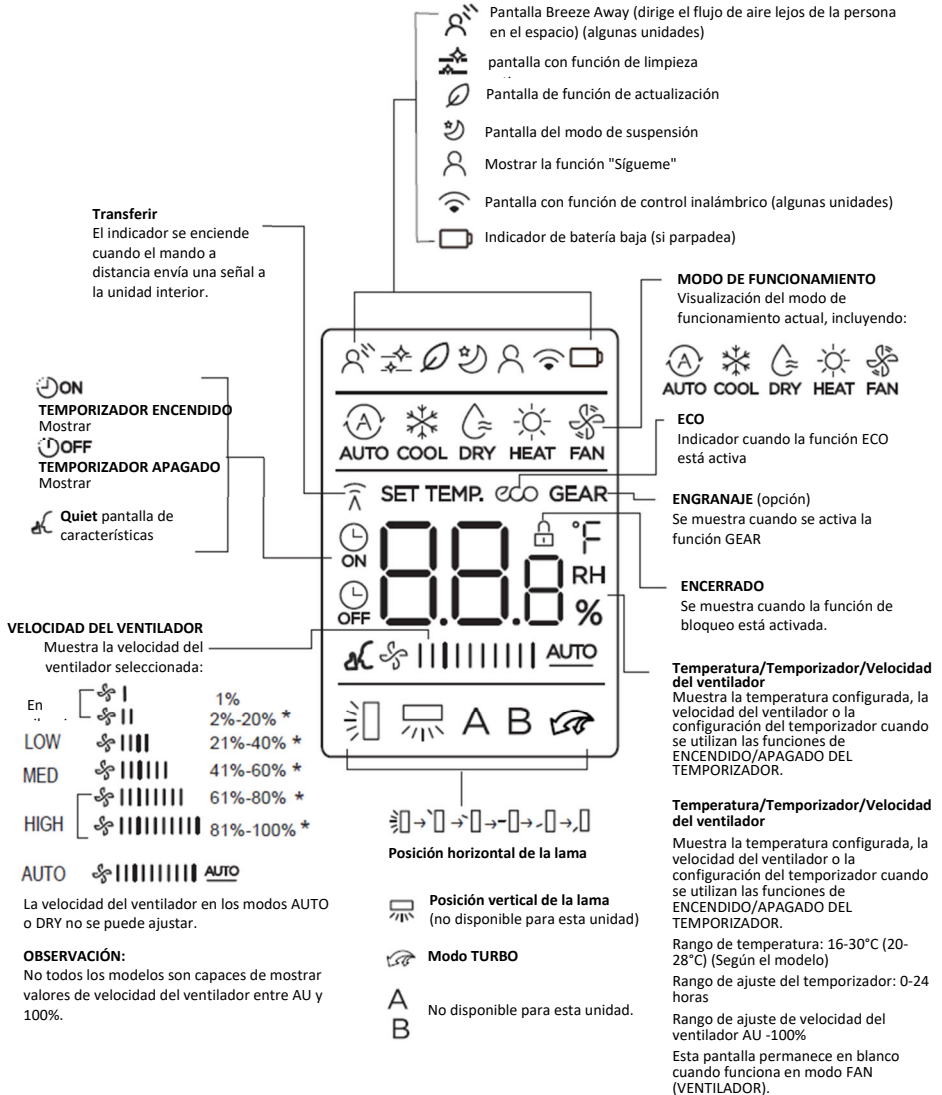 Pantalla Breeze Away (dirige el flujo de aire lejos de la persona
en el espacio) (algunas unidades)
pantalla con función de limpieza
Pantalla de función de actualización
Pantalla del modo de suspensión
Mostrar la función "Sígueme"
Pantalla con función de control inalámbrico (algunas unidades)
Indicador de batería baja (si parpadea)
Transferir
El indicador se enciende
cuando el mando a
distancia envía una señal a
la unidad interior.
MODO DE FUNCIONAMIENTO
Visualización del modo de
funcionamiento actual, incluyendo:
A
AUTO COOL DRY HEAT FAN
ECO
Indicador cuando la función ECO
está activa
ENGRANAJE (opción)
Se muestra cuando se activa la
función GEAR
ENCERRADO
Se muestra cuando la función de
bloqueo está activada.
ON
TEMPORIZADOR ENCENDIDO
Mostrar
OFF
TEMPORIZADOR APAGADO
Mostrar
Quiet pantalla de
características
A
AUTO COOL DRY HEAT FAN
SET TEMP. eco GEAR
ON
88.8 °F
RH
OFF
%
AUTO
A B
VELOCIDAD DEL VENTILADOR
Muestra la velocidad del
ventilador seleccionada:
En
1%
2%-20% *
LOW 21%-40% *
MED 41%-60% *
61%-80% *
HIGH 81%-100% *
AUTO AUTO
La velocidad del ventilador en los modos AUTO
o DRY no se puede ajustar.
OBSERVACIÓN:
No todos los modelos son capaces de mostrar
valores de velocidad del ventilador entre AU y
100%.
Posición horizontal de la lama
Posición vertical de la lama
(no disponible para esta unidad)
Modo TURBO
A
B
No disponible para esta unidad.
Temperatura/Temporizador/Velocidad
del ventilador
Muestra la temperatura configurada, la
velocidad del ventilador o la
configuración del temporizador cuando
se utilizan las funciones de
ENCENDIDO/APAGADO DEL
TEMPORIZADOR.
Temperatura/Temporizador/Velocidad
del ventilador
Muestra la temperatura configurada, la
velocidad del ventilador o la
configuración del temporizador cuando
se utilizan las funciones de
ENCENDIDO/APAGADO DEL
TEMPORIZADOR.
Rango de temperatura: 16-30°C (20-
28°C) (Según el modelo)
Rango de ajuste del temporizador: 0-24
horas
Rango de ajuste de velocidad del
ventilador AU -100%
Esta pantalla permanece en blanco
cuando funciona en modo FAN
(VENTILADOR).